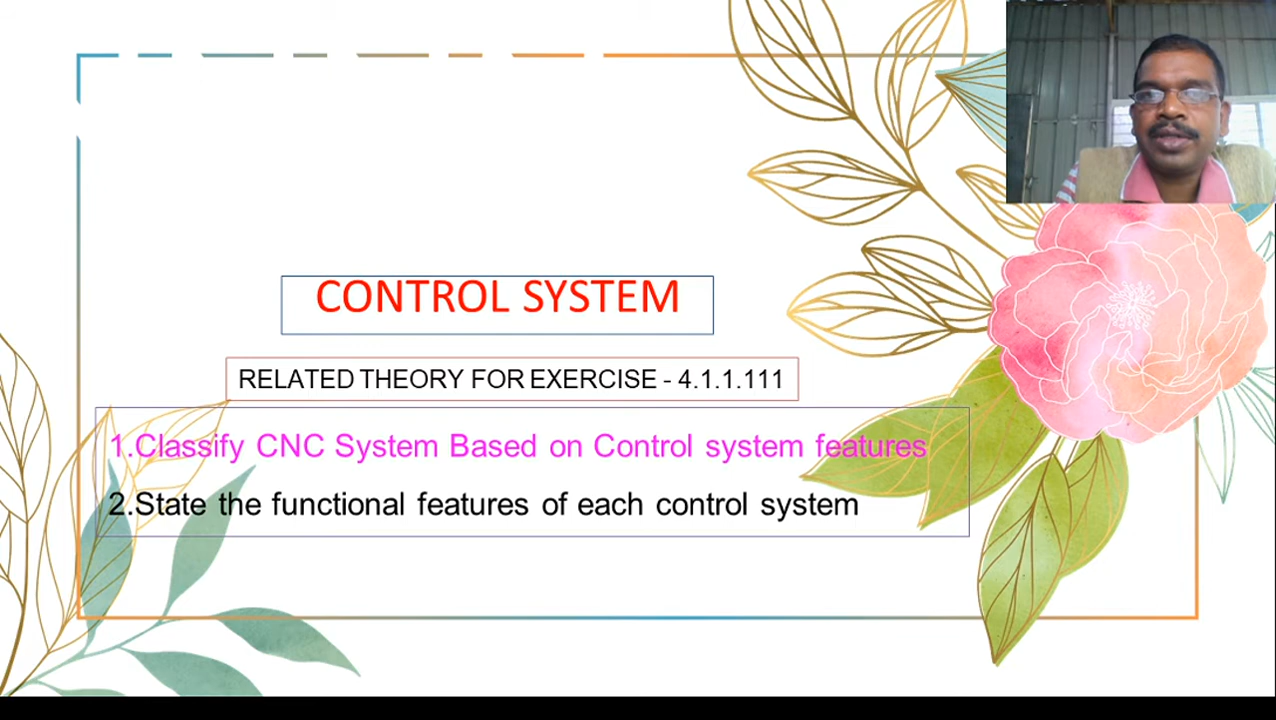 CONTROL SYSTEM
RELATED THEORY FOR EXERCISE - 4.1.1.111
1.Classify CNC System Based on Control system features
2.State the functional features of each control system